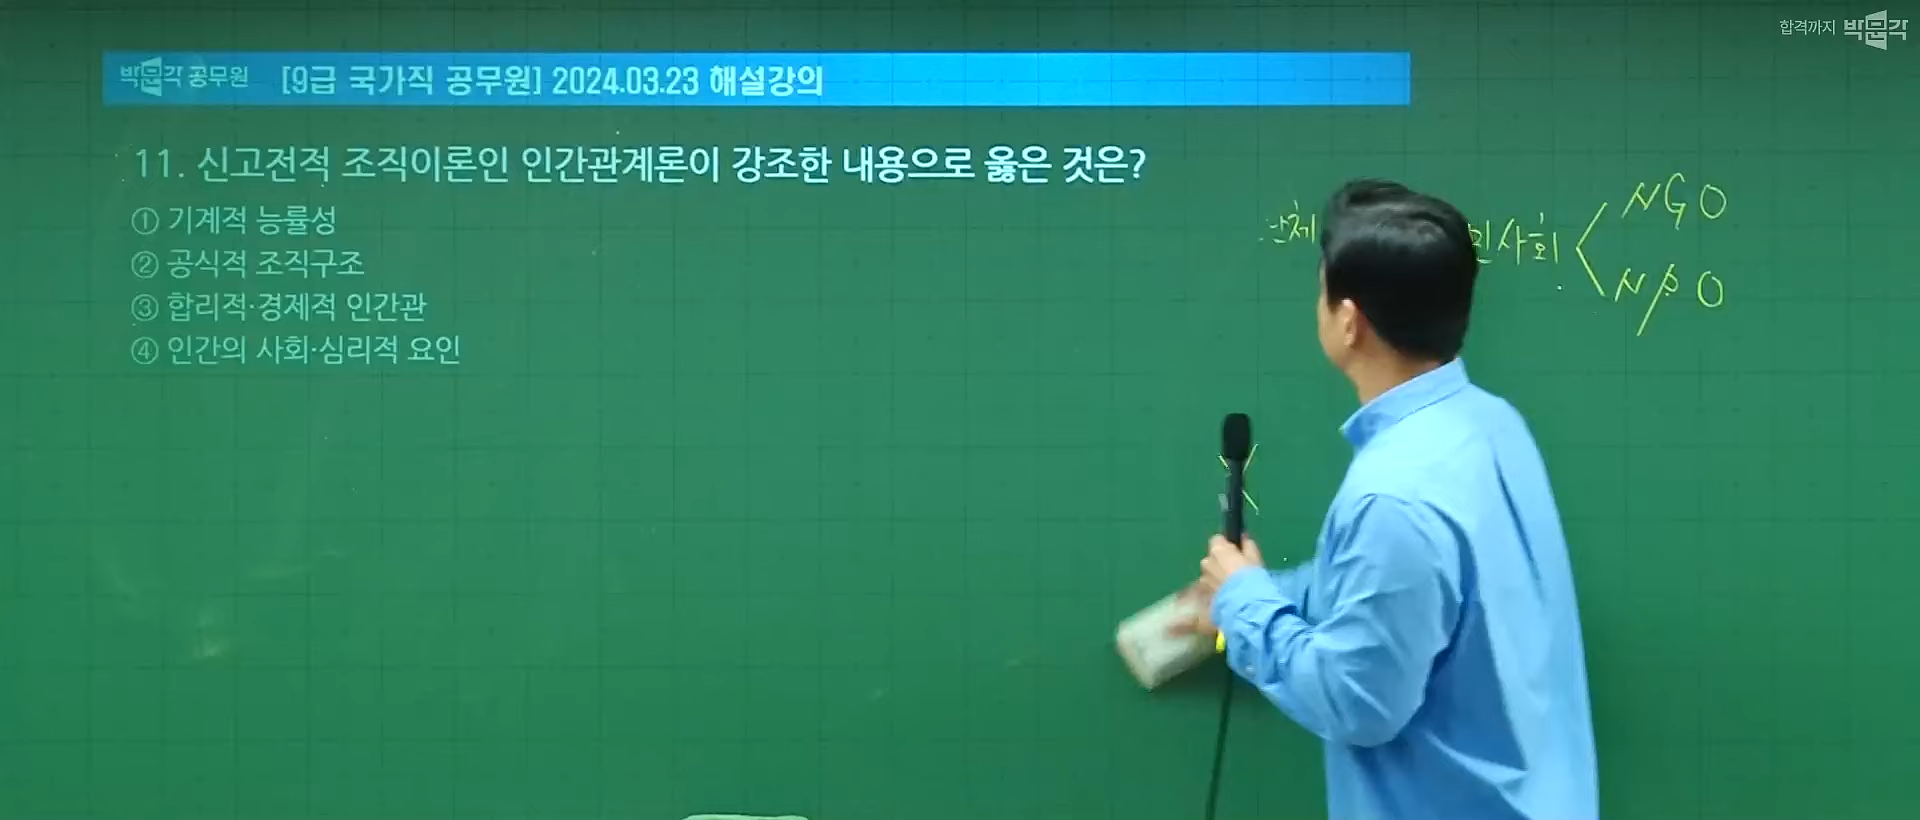 합격까지 박문각
박문각 공무원 [9급 국가직 공무원] 2024.03.23 해설강의
11. 신고전적 조직이론인 인간관계론이 강조한 내용으로 옳은 것은?
① 기계적 능률성
② 공식적 조직구조
③ 합리적·경제적 인간관
④ 인간의 사회·심리적 요인
사회
NGO
NPO